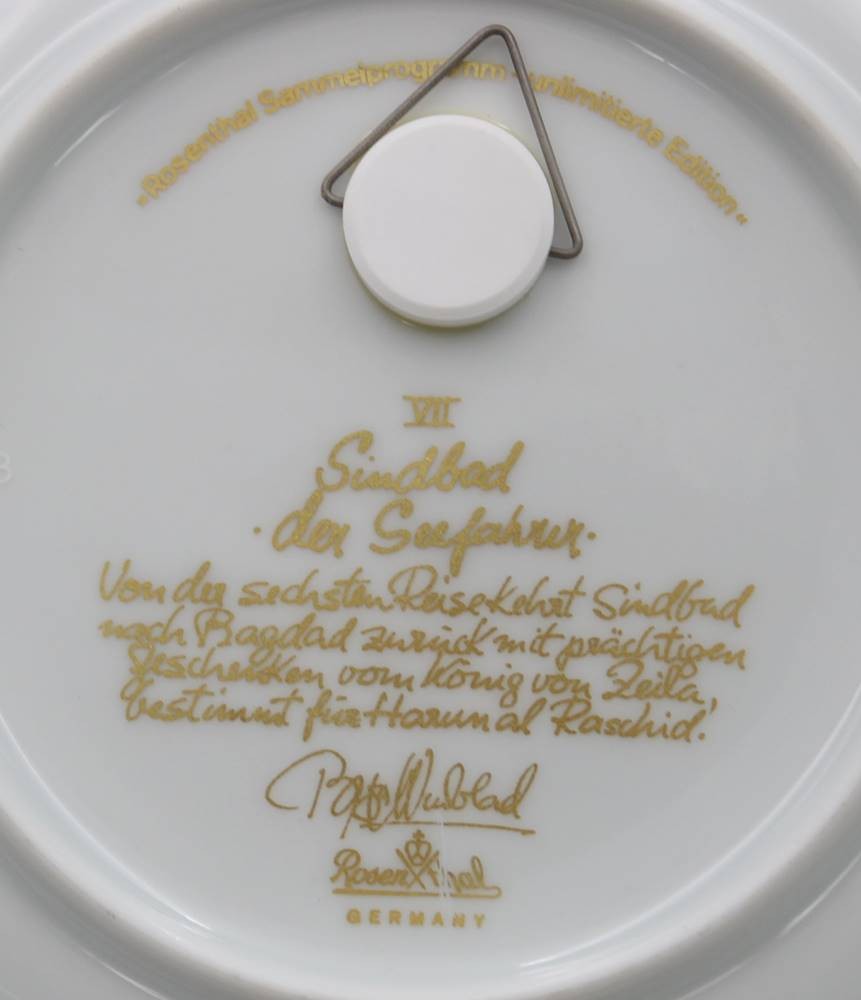 „Rosenthal Sammelprogramm - unlimitierte Edition“
VII
Sindbad
· der Seefahrer ·
Von der sechsten Reise kehrt Sindbad
nach Bagdad zurück mit prächtigen
Geschenken vom König von Zeila,
bestimmt für Harun al Raschid.
Rosenthal
GERMANY